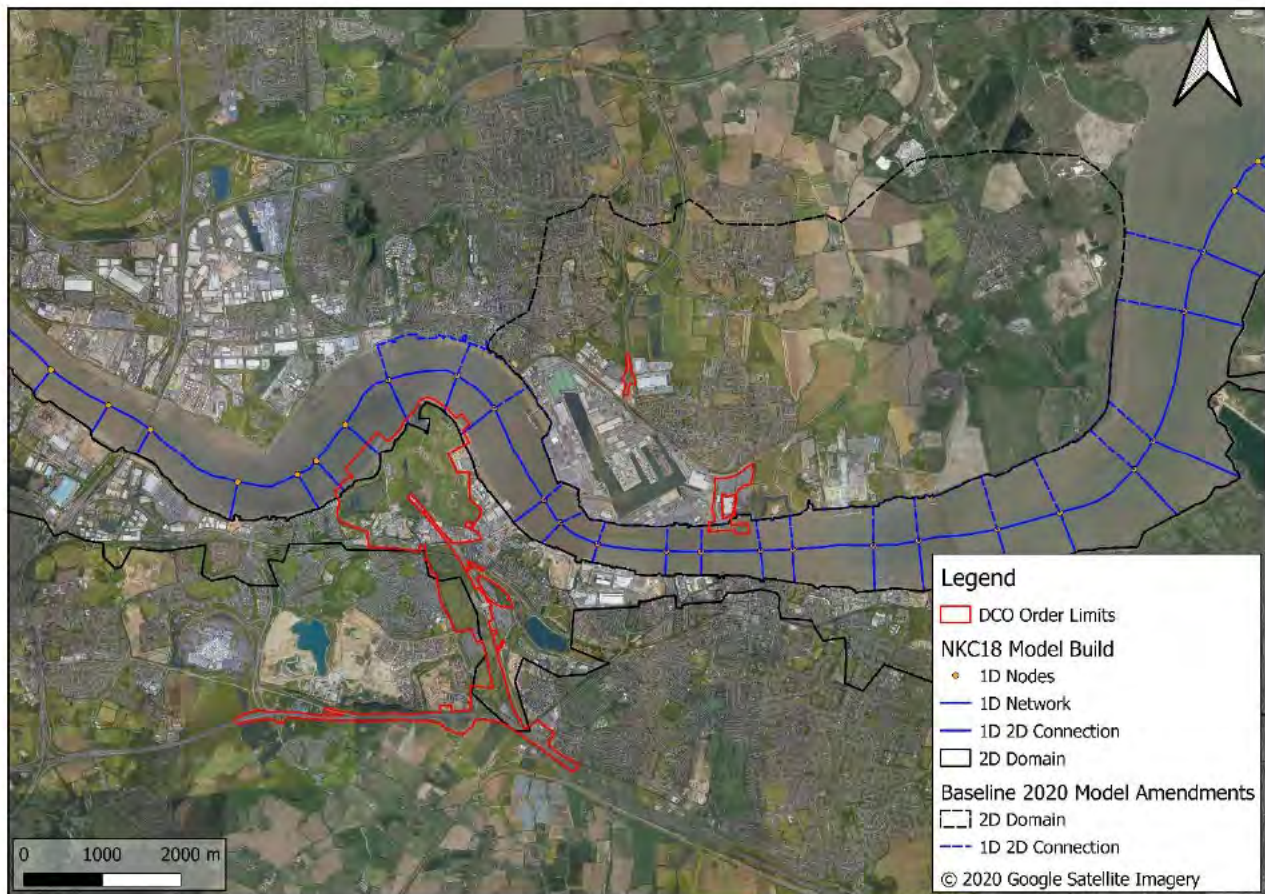 Legend
DCO Order Limits
NKC18 Model Build
1D Nodes
1D Network
1D 2D Connection
2D Domain
Baseline 2020 Model Amendments
2D Domain
1D 2D Connection
© 2020 Google Satellite Imagery
0 1000 2000 m